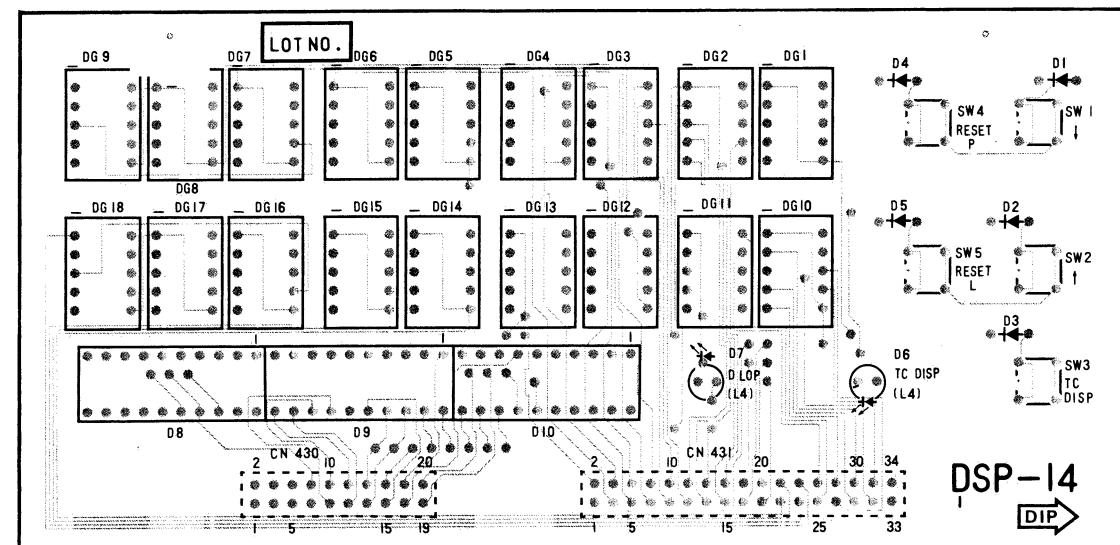 LOT NO.
DG9 DG7 DG6 DG5 DG4 DG3 DG2 DG1
D4 D1
SW4
RESET
P
SW1
↓
DG8
DG18 DG17 DG16 DG15 DG14 DG13 DG12 DG11 DG10
D5 D2
SW5
RESET
L
SW2
↑
D3
D7
D LOP
(L4)
D6
TC DISP
(L4)
SW3
TC
DISP
D8 D9 D10
CN 430
2 10 20
1 5 15 19
CN 431
2 10 20 30 34
1 5 15 25 33
DSP-14
DIP